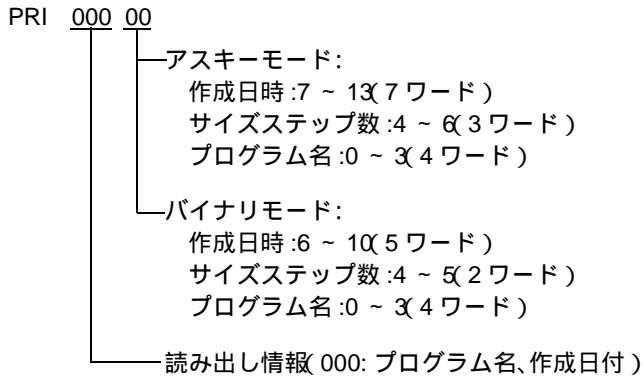 PRI 000 00
アスキーモード:
作成日時:7 ~ 13(7 ワード)
サイズステップ数:4 ~ 6(3 ワード)
プログラム名:0 ~ 3(4 ワード)
バイナリモード:
作成日時:6 ~ 10(5 ワード)
サイズステップ数:4 ~ 5(2 ワード)
プログラム名:0 ~ 3(4 ワード)
読み出し情報(000: プログラム名、作成日付)